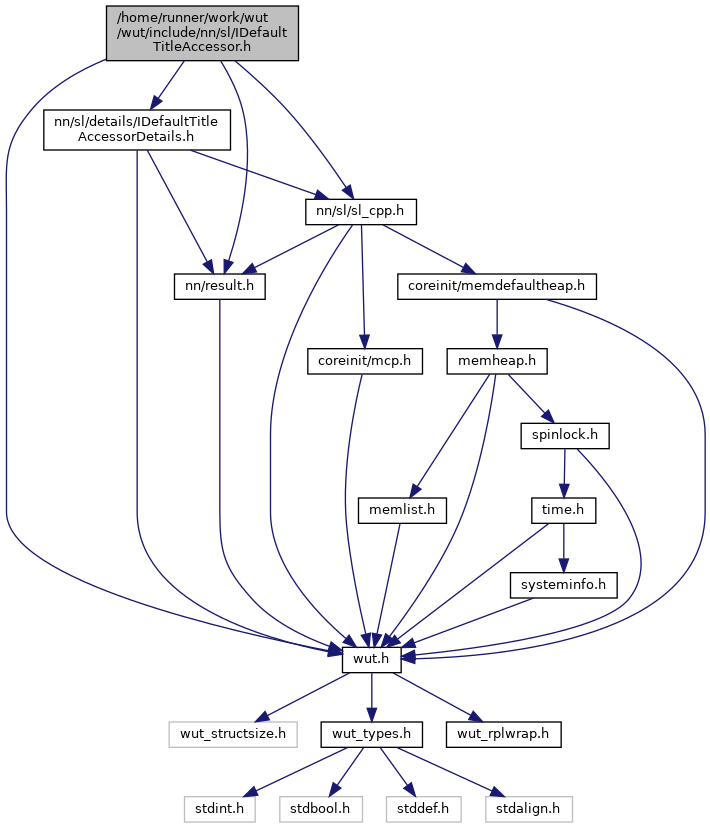 /home/runner/work/wut
/wut/include/nn/sl/IDefault
TitleAccessor.h
nn/sl/details/IDefaultTitle
AccessorDetails.h
nn/sl/sl_cpp.h
nn/result.h
coreinit/memdefaultheap.h
coreinit/mcp.h
memheap.h
spinlock.h
memlist.h
time.h
systeminfo.h
wut.h
wut_structsize.h
wut_types.h
wut_rplwrap.h
stdint.h
stdbool.h
stddef.h
stdalign.h